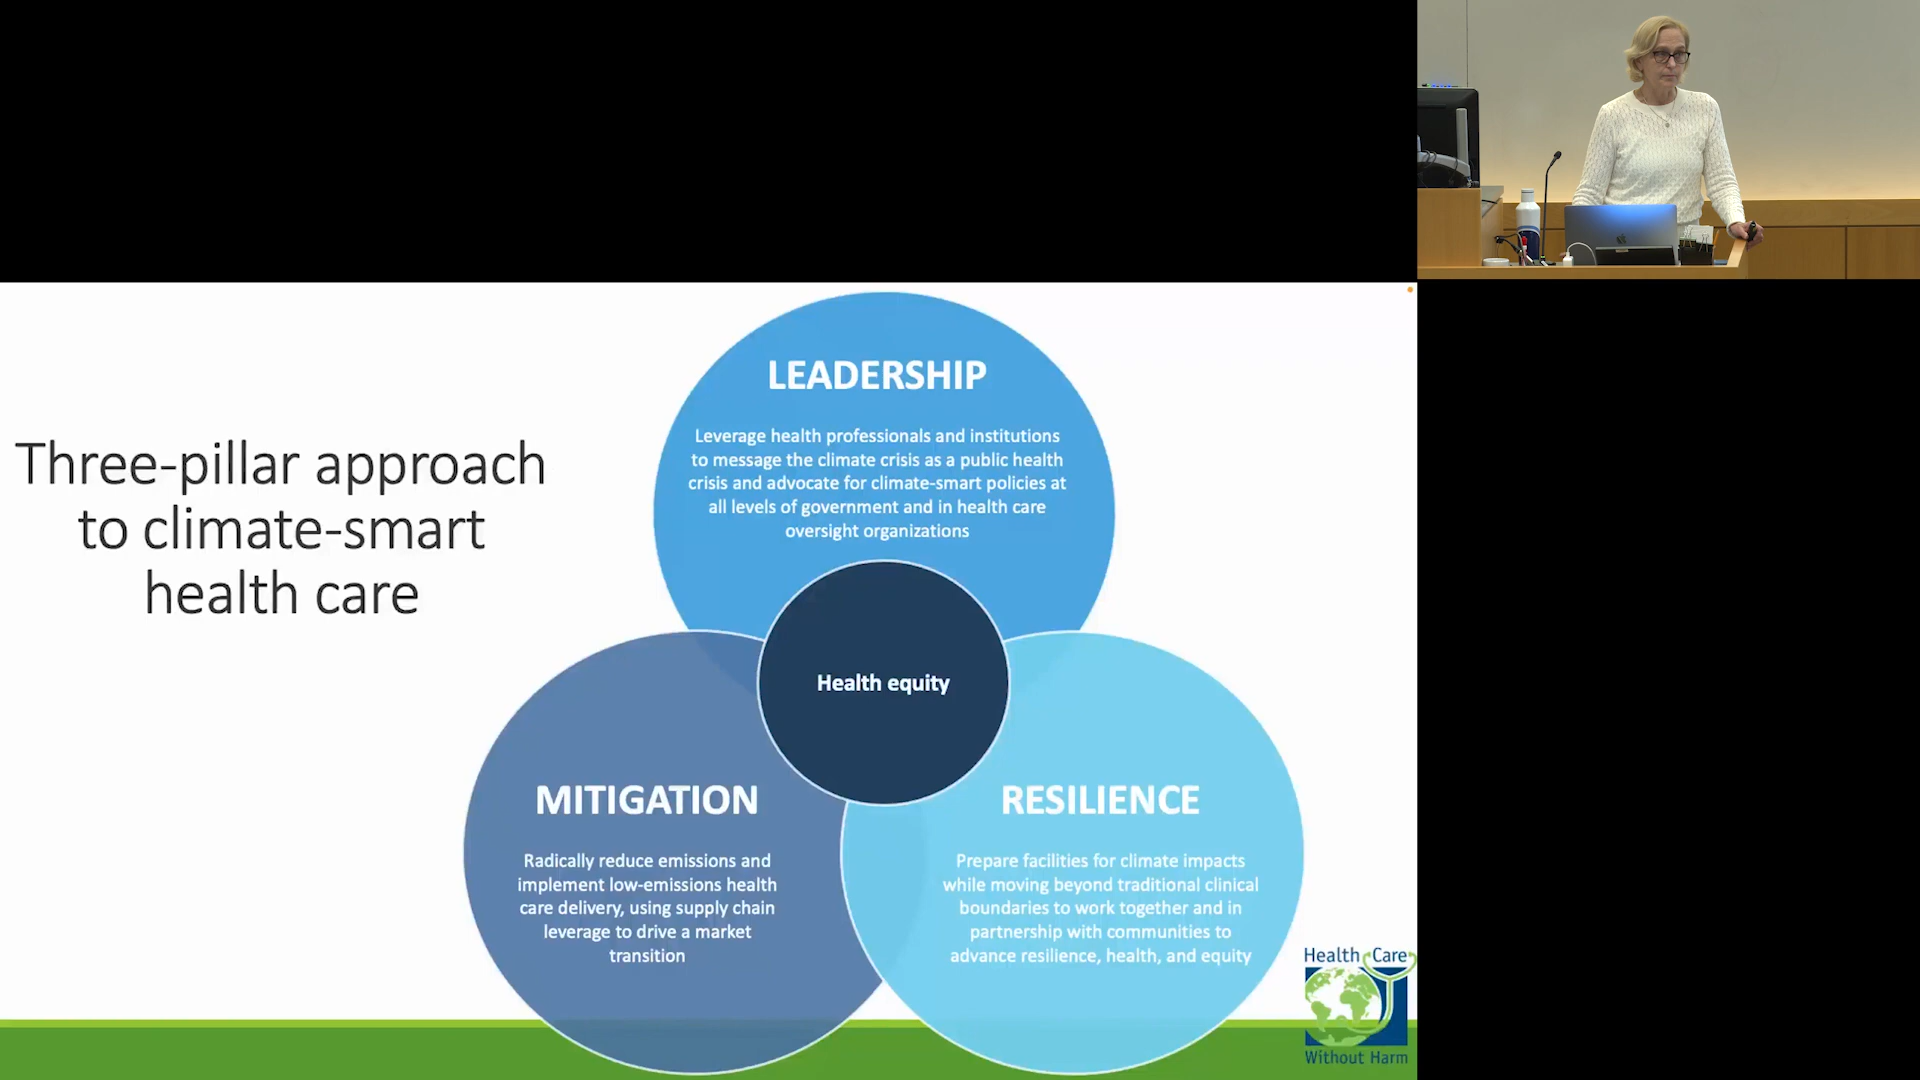 Three-pillar approach
to climate-smart
health care
LEADERSHIP
Leverage health professionals and institutions
to message the climate crisis as a public health
crisis and advocate for climate-smart policies at
all levels of government and in health care
oversight organizations
Health equity
MITIGATION
Radically reduce emissions and
implement low-emissions health
care delivery, using supply chain
leverage to drive a market
transition
RESILIENCE
Prepare facilities for climate impacts
while moving beyond traditional clinical
boundaries to work together and in
partnership with communities to
advance resilience, health, and equity
Health Care
Without Harm